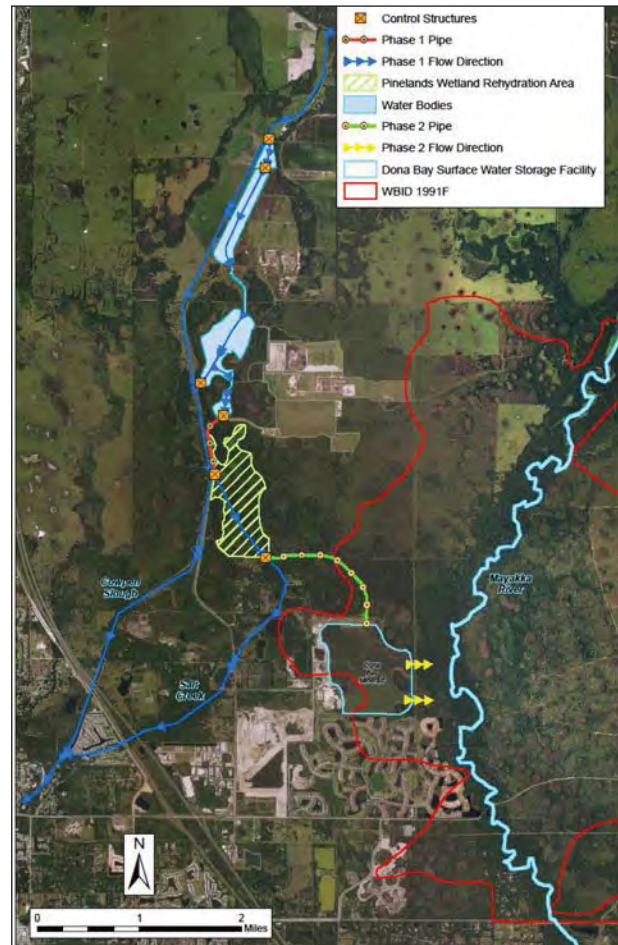 Control Structures
Phase 1 Pipe
Phase 1 Flow Direction
Pinelands Wetland Rehydration Area
Water Bodies
Phase 2 Pipe
Phase 2 Flow Direction
Dona Bay Surface Water Storage Facility
WBID 1991F
Cowpen
Slough
Myakka
River
Salt
Creek
N
0 1 2
Miles